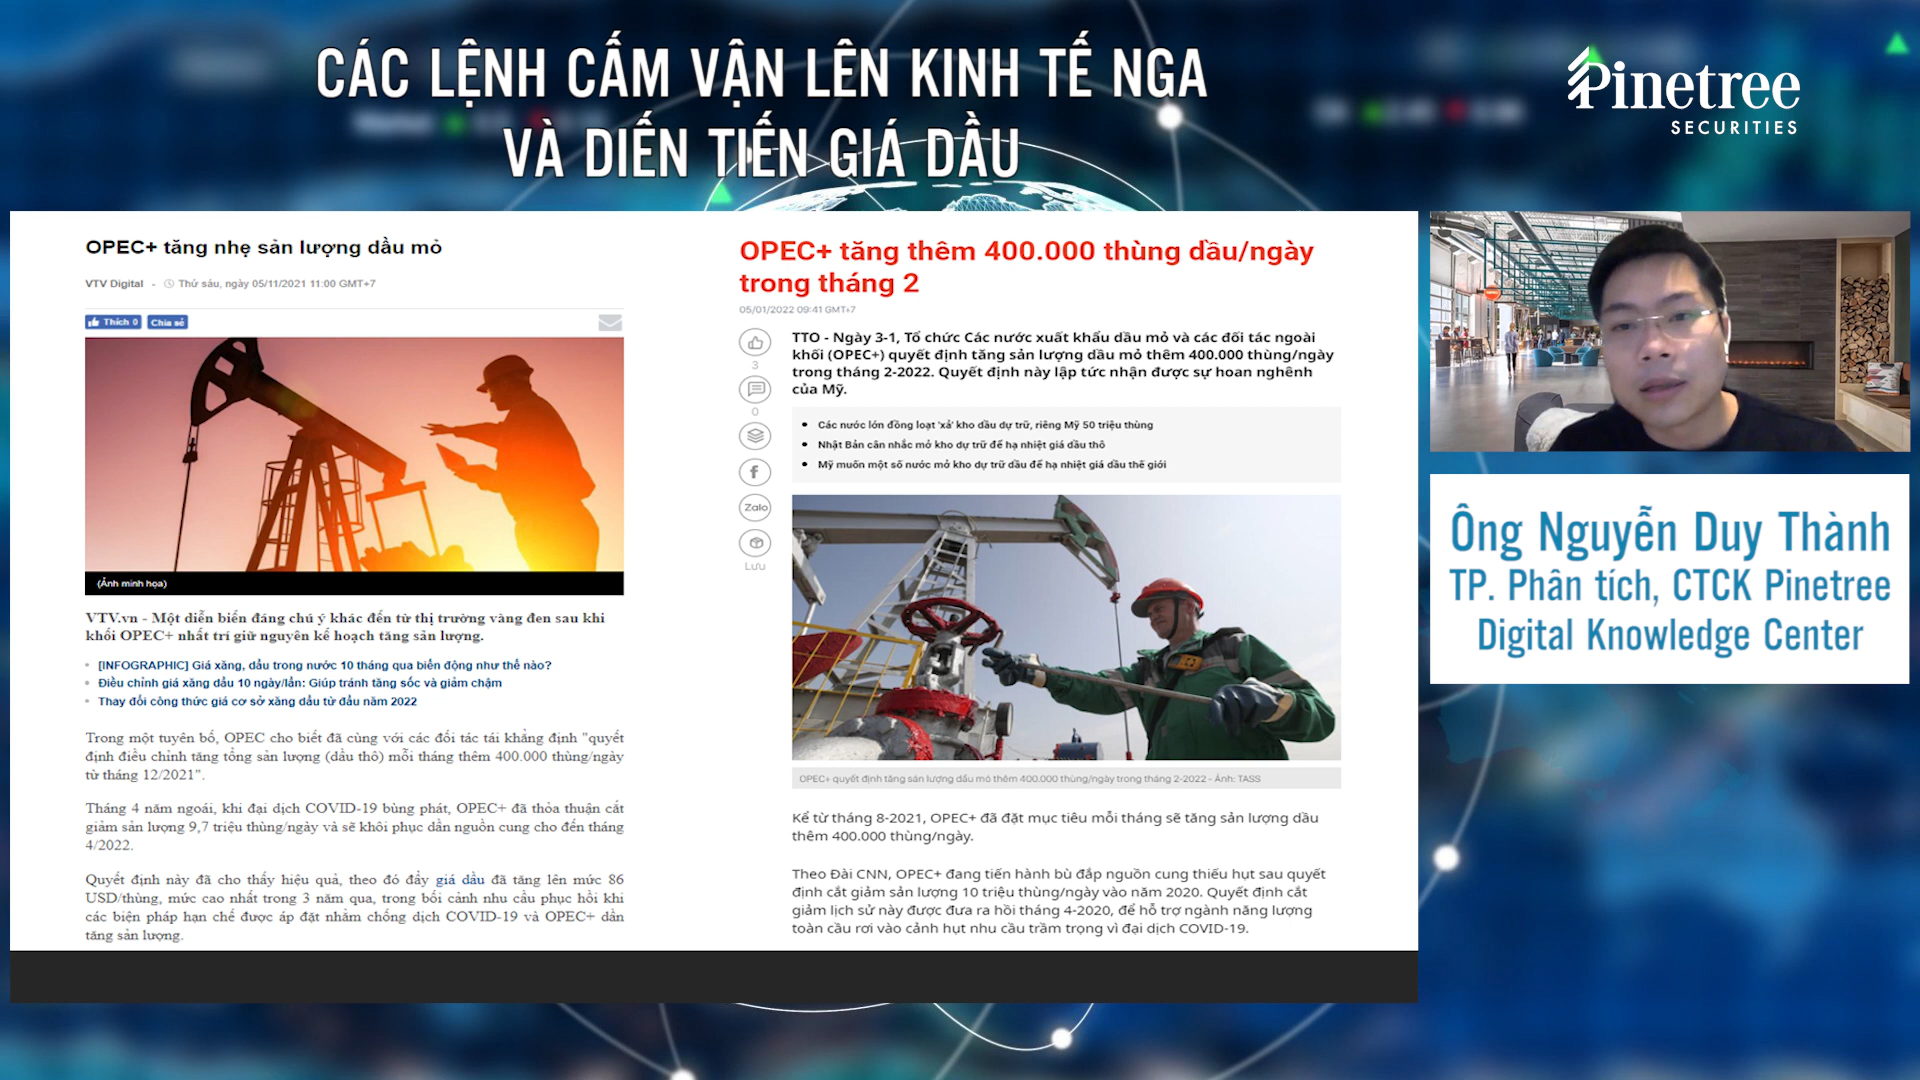 CÁC LỆNH CẤM VẬN LÊN KINH TẾ NGA
VÀ DIẾN TIẾN GIÁ DẦU
Pinetree
SECURITIES
OPEC+ tăng nhẹ sản lượng dầu mỏ
VTV Digital - Thứ sáu, ngày 05/11/2021 11:00 GMT+7
Thích 0 Chia sẻ
(Ảnh minh họa)
VTV.vn - Một diễn biến đáng chú ý khác đến từ thị trường vàng đen sau khi
khối OPEC+ nhất trí giữ nguyên kế hoạch tăng sản lượng.
[INFOGRAPHIC] Giá xăng, dầu trong nước 10 tháng qua biến động như thế nào?
Điều chỉnh giá xăng dầu 10 ngày/lần: Giúp tránh tăng sốc và giảm chậm
Thay đổi công thức giá cơ sở xăng dầu từ đầu năm 2022
Trong một tuyên bố, OPEC cho biết đã cùng với các đối tác tái khẳng định "quyết
định điều chỉnh tăng tổng sản lượng (dầu thô) mỗi tháng thêm 400.000 thùng/ngày
từ tháng 12/2021".
Tháng 4 năm ngoái, khi đại dịch COVID-19 bùng phát, OPEC+ đã thỏa thuận cắt
giảm sản lượng 9,7 triệu thùng/ngày và sẽ khôi phục dần nguồn cung cho đến tháng
4/2022.
Quyết định này đã cho thấy hiệu quả, theo đó đẩy giá dầu đã tăng lên mức 86
USD/thùng, mức cao nhất trong 3 năm qua, trong bối cảnh nhu cầu phục hồi khi
các biện pháp hạn chế được áp đặt nhằm chống dịch COVID-19 và OPEC+ dần
tăng sản lượng.
OPEC+ tăng thêm 400.000 thùng dầu/ngày
trong tháng 2
05/01/2022 09:41 GMT+7
3
0
Zalo
Lưu
TTO - Ngày 3-1, Tổ chức Các nước xuất khẩu dầu mỏ và các đối tác ngoài
khối (OPEC+) quyết định tăng sản lượng dầu mỏ thêm 400.000 thùng/ngày
trong tháng 2-2022. Quyết định này lập tức nhận được sự hoan nghênh
của Mỹ.
Các nước lớn đồng loạt 'xả' kho dầu dự trữ, riêng Mỹ 50 triệu thùng
Nhật Bản cân nhắc mở kho dự trữ để hạ nhiệt giá dầu thô
Mỹ muốn một số nước mở kho dự trữ dầu để hạ nhiệt giá dầu thế giới
OPEC+ quyết định tăng sản lượng dầu mỏ thêm 400.000 thùng/ngày trong tháng 2-2022 - Ảnh: TASS
Kể từ tháng 8-2021, OPEC+ đã đặt mục tiêu mỗi tháng sẽ tăng sản lượng dầu
thêm 400.000 thùng/ngày.
Theo Đài CNN, OPEC+ đang tiến hành bù đắp nguồn cung thiếu hụt sau quyết
định cắt giảm sản lượng 10 triệu thùng/ngày vào năm 2020. Quyết định cắt
giảm lịch sử này được đưa ra hồi tháng 4-2020, để hỗ trợ ngành năng lượng
toàn cầu rơi vào cảnh hụt nhu cầu trầm trọng vì đại dịch COVID-19.
Ông Nguyễn Duy Thành
TP. Phân tích, CTCK Pinetree
Digital Knowledge Center